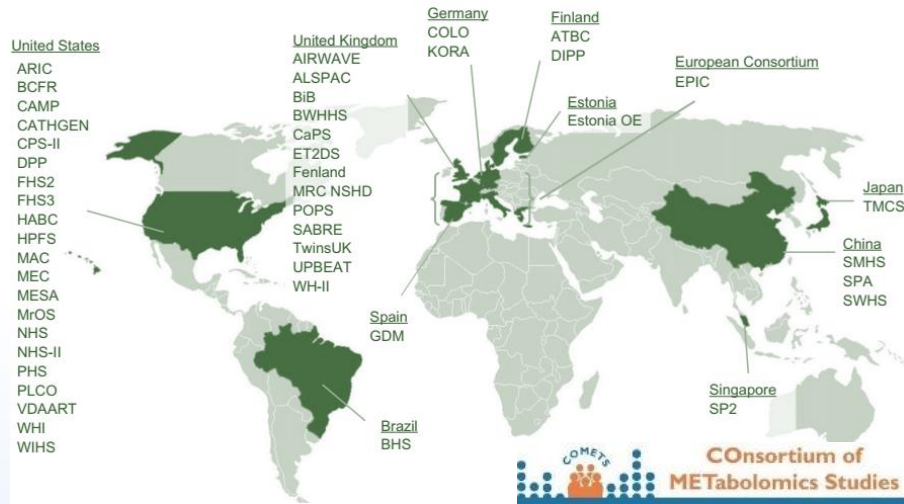 United States
ARIC
BCFR
CAMP
CATHGEN
CPS-II
DPP
FHS2
FHS3
HABC
HPFS
MAC
MEC
MESA
MrOS
NHS
NHS-II
PHS
PLCO
VDAART
WHI
WIHS
United Kingdom
AIRWAVE
ALSPAC
BiB
BWHHS
CaPS
ET2DS
Fenland
MRC NSHD
POPS
SABRE
TwinsUK
UPBEAT
WH-II
Germany
COLO
KORA
Finland
ATBC
DIPP
European Consortium
EPIC
Estonia
Estonia OE
Japan
TMCS
China
SMHS
SPA
SWHS
Spain
GDM
Singapore
SP2
Brazil
BHS
COMETS
COnsortium of
METabolomics Studies